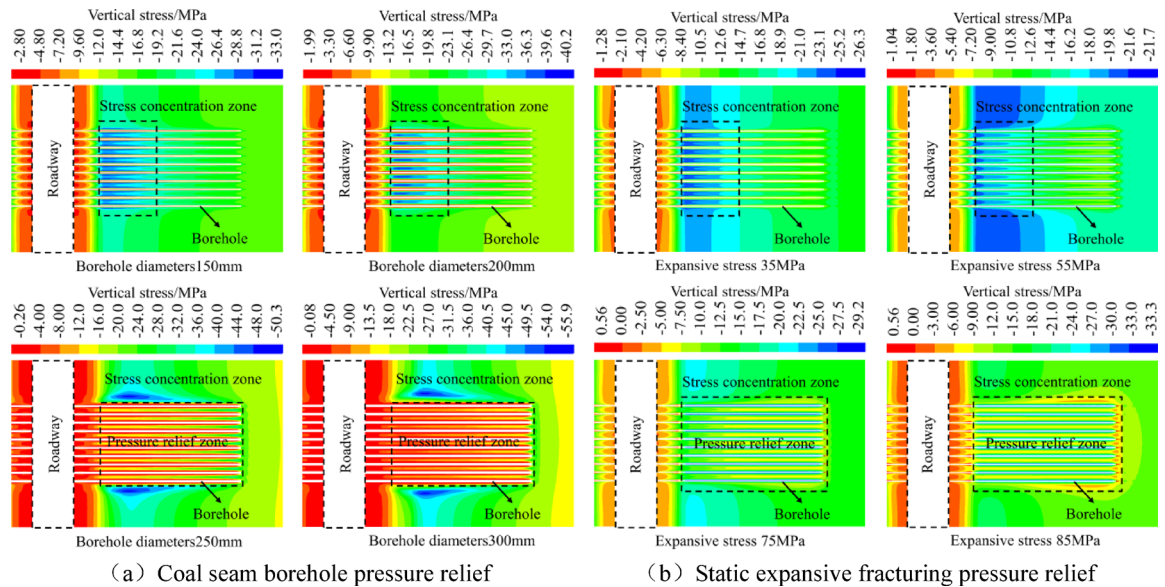 Vertical stress/MPa
-2.80 -4.80 -7.20 -9.60 -12.0 -14.4 -16.8 -19.2 -21.6 -24.0 -26.4 -28.8 -31.2 -33.0
Stress concentration zone
Roadway
Borehole
Borehole diameters150mm
Vertical stress/MPa
-1.99 -3.30 -6.60 -9.90 -13.2 -16.5 -19.8 -23.1 -26.4 -29.7 -33.0 -36.3 -39.6 -40.2
Stress concentration zone
Roadway
Borehole
Borehole diameters200mm
Vertical stress/MPa
-1.28 -2.10 -4.20 -6.30 -8.40 -10.5 -12.6 -14.7 -16.8 -18.9 -21.0 -23.1 -25.2 -26.3
Stress concentration zone
Roadway
Borehole
Expansive stress 35MPa
Vertical stress/MPa
-1.04 -1.80 -3.60 -5.40 -7.20 -9.00 -10.8 -12.6 -14.4 -16.2 -18.0 -19.8 -21.6 -21.7
Stress concentration zone
Roadway
Borehole
Expansive stress 55MPa
Vertical stress/MPa
-0.26 -4.00 -8.00 -12.0 -16.0 -20.0 -24.0 -28.0 -32.0 -36.0 -40.0 -44.0 -48.0 -50.3
Stress concentration zone
Roadway
Pressure relief zone
Borehole
Borehole diameters250mm
Vertical stress/MPa
-0.08 -4.50 -9.00 -13.5 -18.0 -22.5 -27.0 -31.5 -36.0 -40.5 -45.0 -49.5 -54.0 -55.9
Stress concentration zone
Roadway
Pressure relief zone
Borehole
Borehole diameters300mm
Vertical stress/MPa
0.56 0.00 -2.50 -5.00 -7.50 -10.0 -12.5 -15.0 -17.5 -20.0 -22.5 -25.0 -27.5 -29.2
Stress concentration zone
Roadway
Pressure relief zone
Borehole
Expansive stress 75MPa
Vertical stress/MPa
0.56 0.00 -3.00 -6.00 -9.00 -12.0 -15.0 -18.0 -21.0 -24.0 -27.0 -30.0 -33.0 -33.3
Stress concentration zone
Roadway
Pressure relief zone
Borehole
Expansive stress 85MPa
（a）Coal seam borehole pressure relief
（b）Static expansive fracturing pressure relief